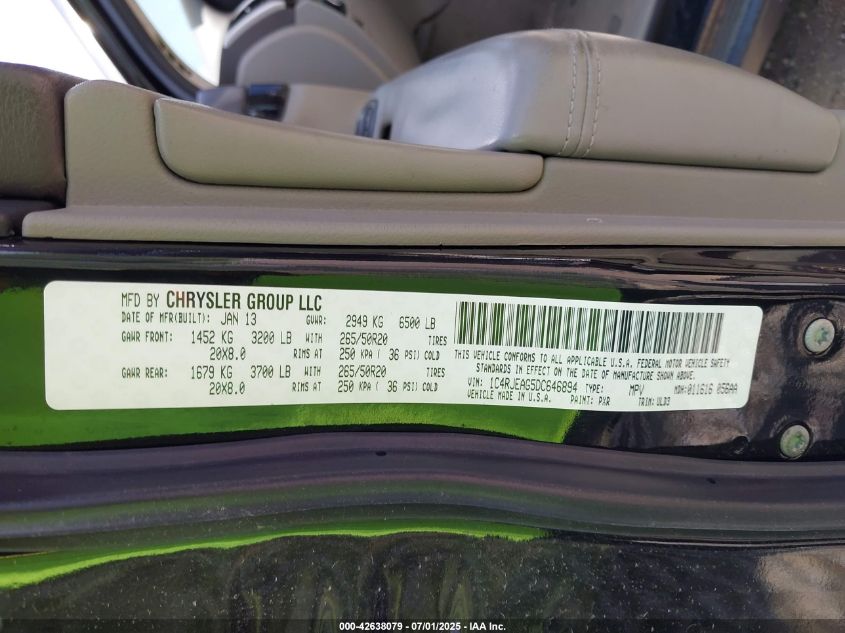 MFD BY CHRYSLER GROUP LLC
DATE OF MFR(BUILT): JAN 13 GVWR: 2949 KG 6500 LB
GAWR FRONT: 1452 KG 3200 LB WITH 265/50R20 TIRES
20X8.0 RIMS AT 250 KPA ( 36 PSI) COLD
GAWR REAR: 1679 KG 3700 LB WITH 265/50R20 TIRES
20X8.0 RIMS AT 250 KPA ( 36 PSI) COLD
THIS VEHICLE CONFORMS TO ALL APPLICABLE U.S.A. FEDERAL MOTOR VEHICLE SAFETY
STANDARDS IN EFFECT ON THE DATE OF MANUFACTURE SHOWN ABOVE.
VIN: 1C4RJEAG5DC646894 TYPE: MPV MDH:011616 056AA
VEHICLE MADE IN U.S.A. PAINT: PXR TRIM: ULD3
000-42638079 - 07/01/2025 - IAA Inc.